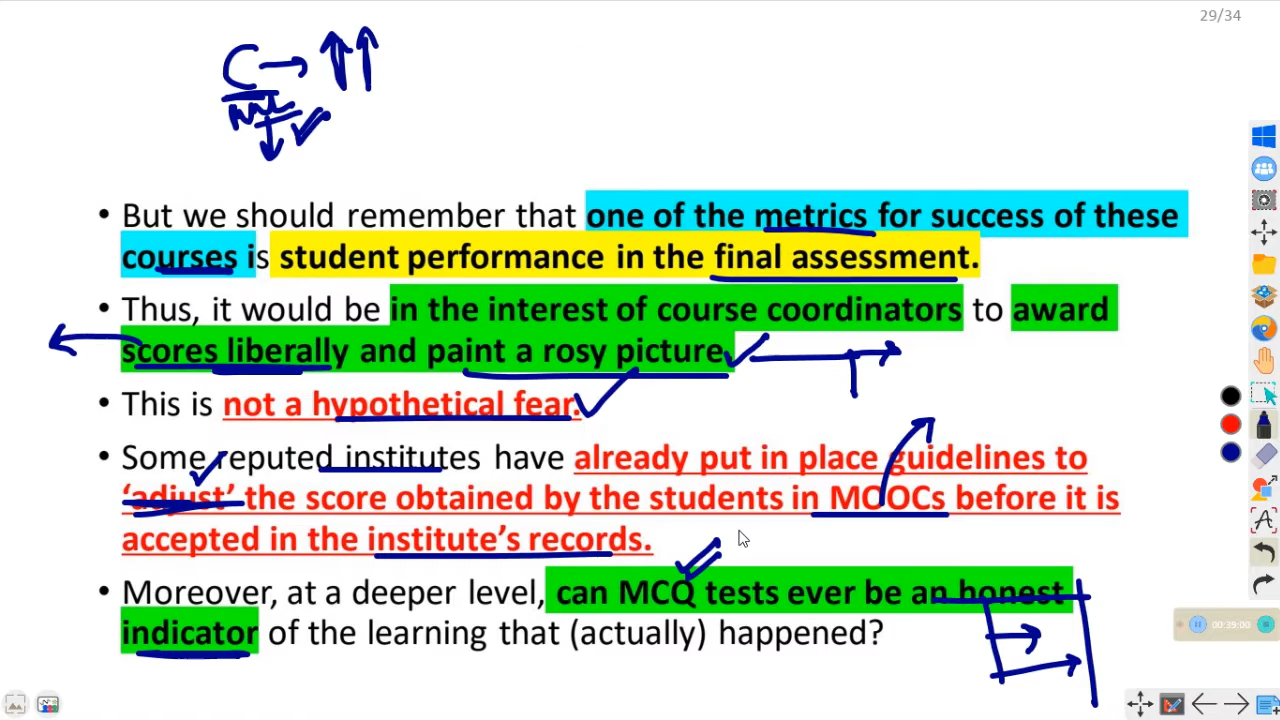 29/34
C
• But we should remember that one of the metrics for success of these
courses is student performance in the final assessment.
• Thus, it would be in the interest of course coordinators to award
scores liberally and paint a rosy picture.
• This is not a hypothetical fear.
• Some reputed institutes have already put in place guidelines to
‘adjust’ the score obtained by the students in MOOCs before it is
accepted in the institute’s records.
• Moreover, at a deeper level, can MCQ tests ever be an honest
indicator of the learning that (actually) happened?
00:39:00